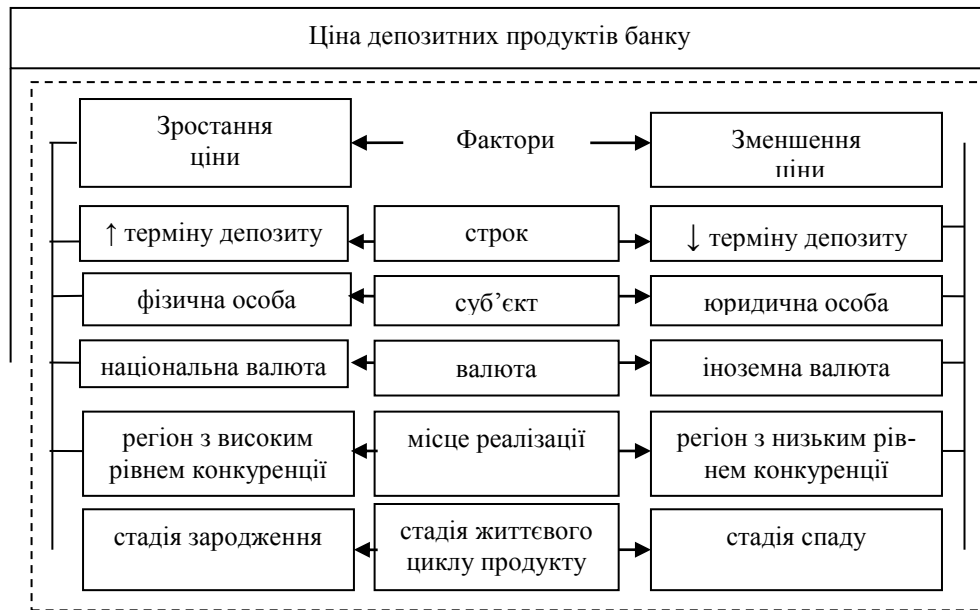 Ціна депозитних продуктів банку
Зростання
ціни
Фактори
Зменшення
ціни
↑ терміну депозиту
строк
↓ терміну депозиту
фізична особа
суб’єкт
юридична особа
національна валюта
валюта
іноземна валюта
регіон з високим
рівнем конкуренції
місце реалізації
регіон з низьким рів-
нем конкуренції
стадія зародження
стадія життєвого
циклу продукту
стадія спаду